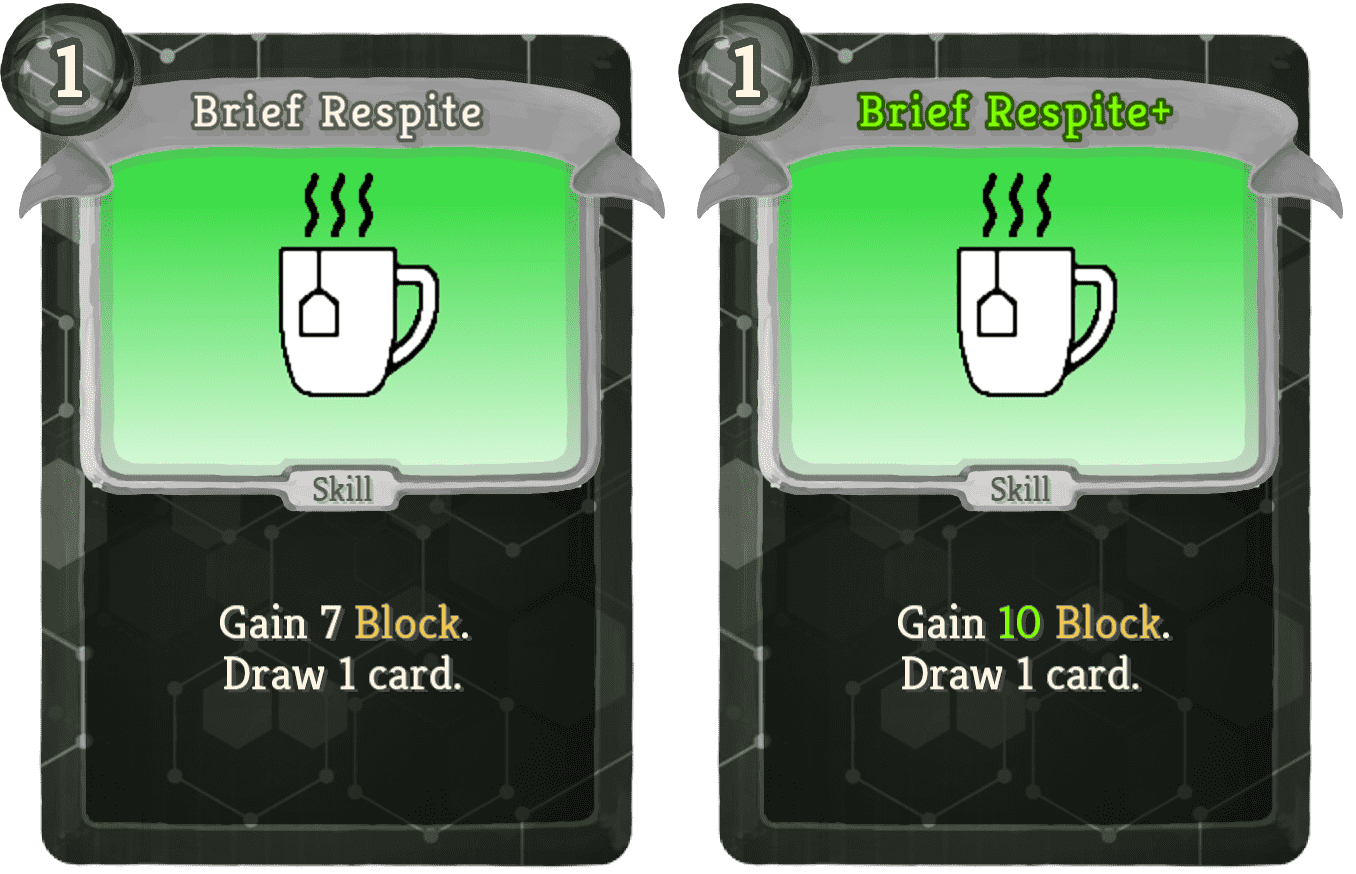 1
Brief Respite
Skill
Gain 7 Block.
Draw 1 card.
1
Brief Respite+
Skill
Gain 10 Block.
Draw 1 card.